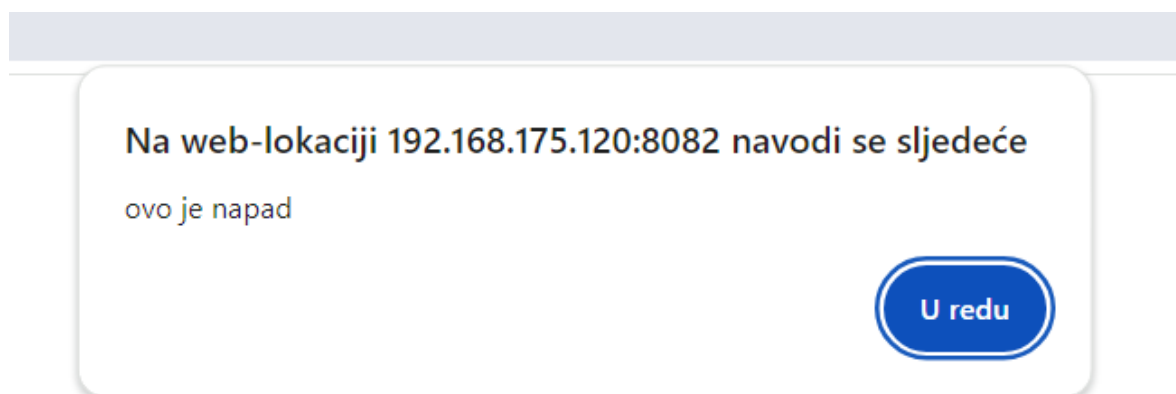 Na web-lokaciji 192.168.175.120:8082 navodi se sljedeće
ovo je napad
U redu